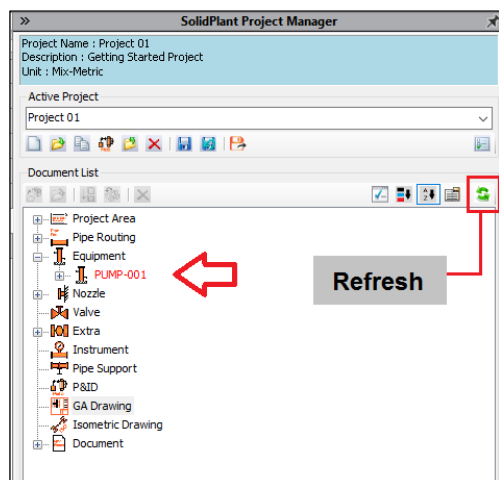 SolidPlant Project Manager
Project Name : Project 01
Description : Getting Started Project
Unit : Mix-Metric
Active Project
Project 01
Document List
Project Area
Pipe Routing
Equipment
PUMP-001
Refresh
Nozzle
Valve
Extra
Instrument
Pipe Support
P&ID
GA Drawing
Isometric Drawing
Document